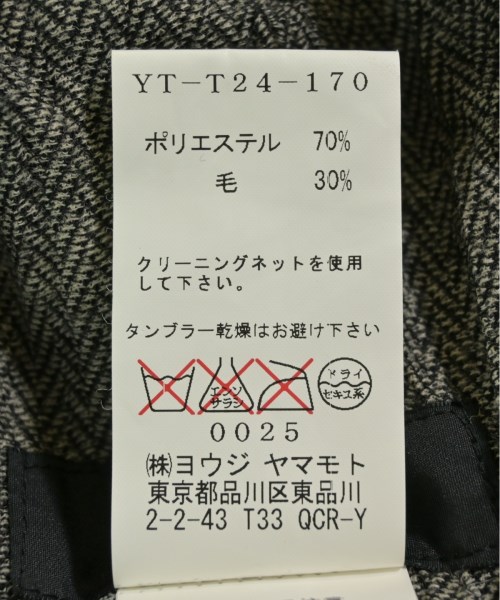 YT-T24-170
ポリエステル 70%
毛 30%
クリーニングネットを使用
して下さい。
タンブラー乾燥はお避け下さい
エンソ
サラシ
ドライ
セキユ系
0025
㈱ヨウジ ヤマモト
東京都品川区東品川
2-2-43 T33 QCR-Y